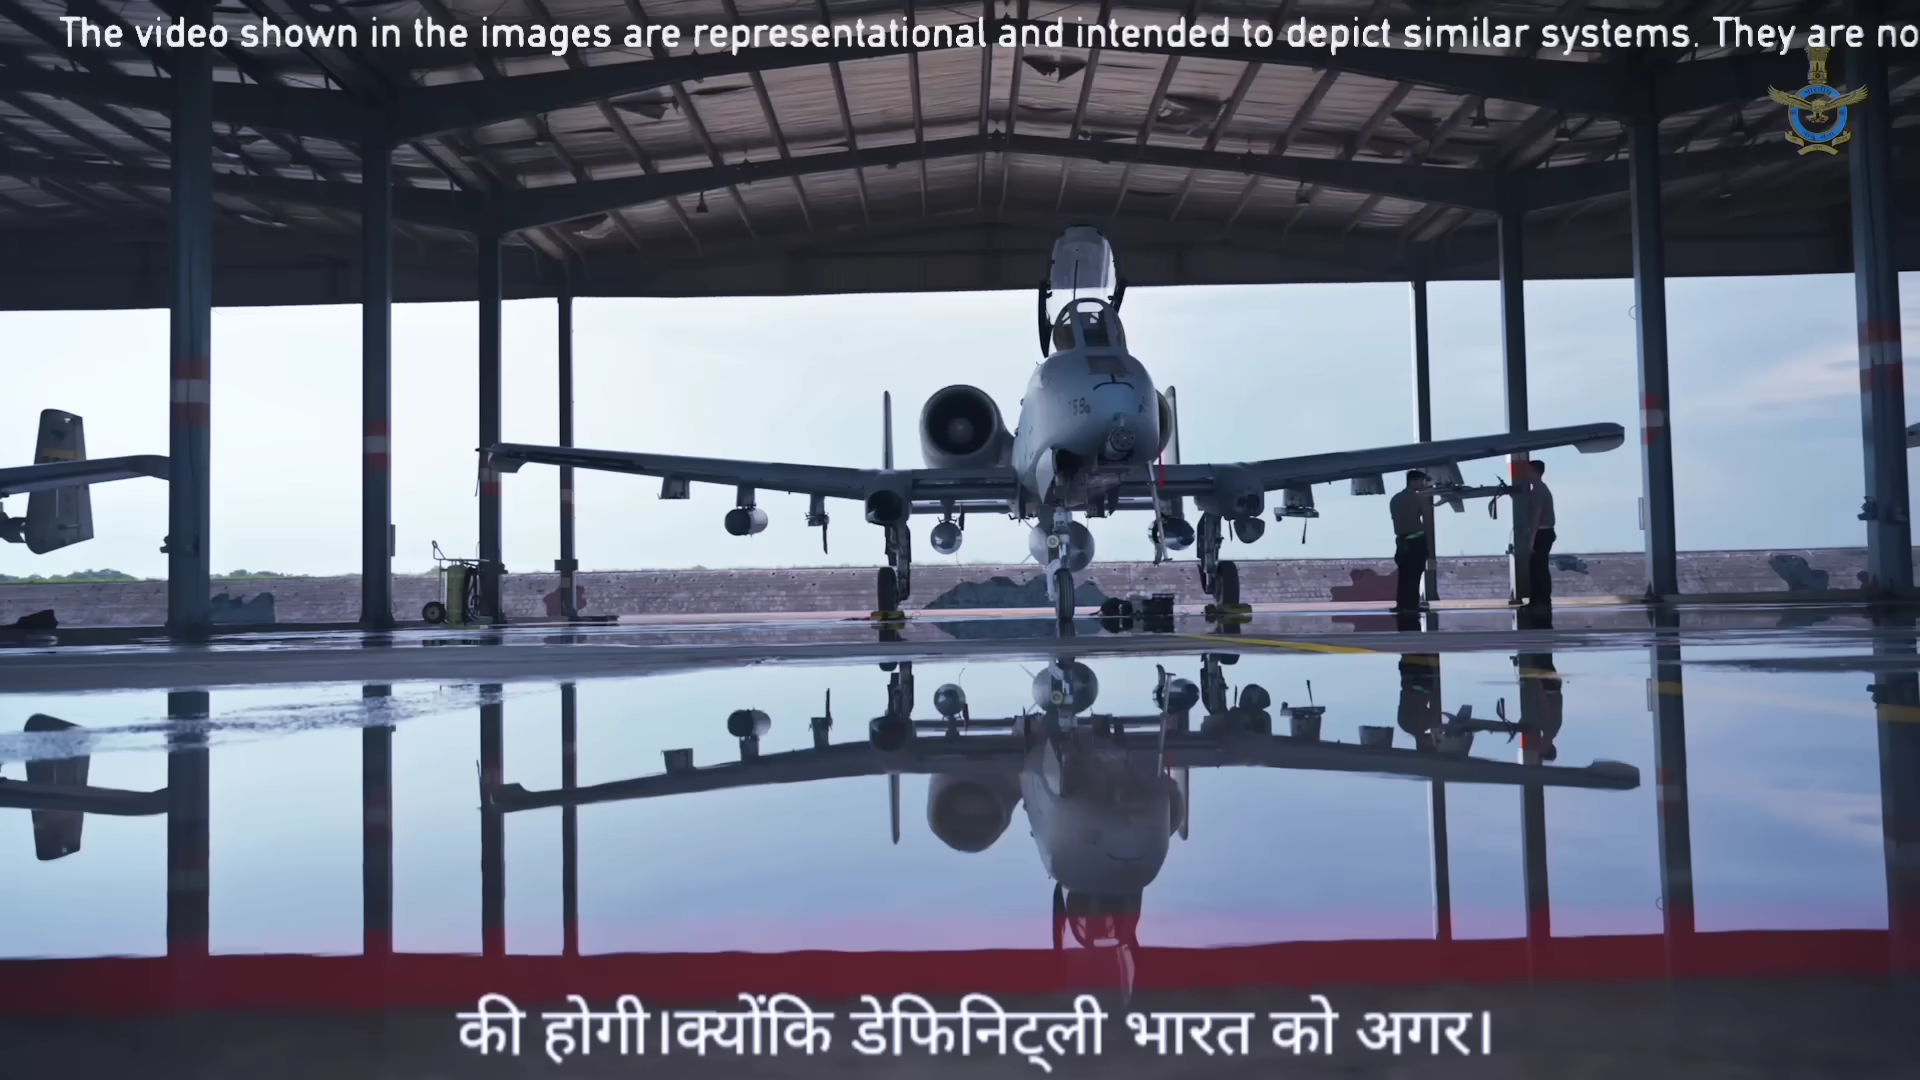 The video shown in the images are representational and intended to depict similar systems. They are no
की होगी।क्योंकि डेफिनिट्ली भारत को अगर।